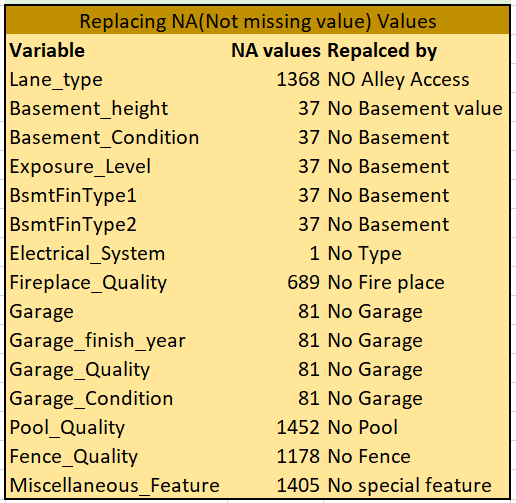 Replacing NA(Not missing value) Values
Variable NA values Repalced by
Lane_type 1368 NO Alley Access
Basement_height 37 No Basement value
Basement_Condition 37 No Basement
Exposure_Level 37 No Basement
BsmtFinType1 37 No Basement
BsmtFinType2 37 No Basement
Electrical_System 1 No Type
Fireplace_Quality 689 No Fire place
Garage 81 No Garage
Garage_finish_year 81 No Garage
Garage_Quality 81 No Garage
Garage_Condition 81 No Garage
Pool_Quality 1452 No Pool
Fence_Quality 1178 No Fence
Miscellaneous_Feature 1405 No special feature